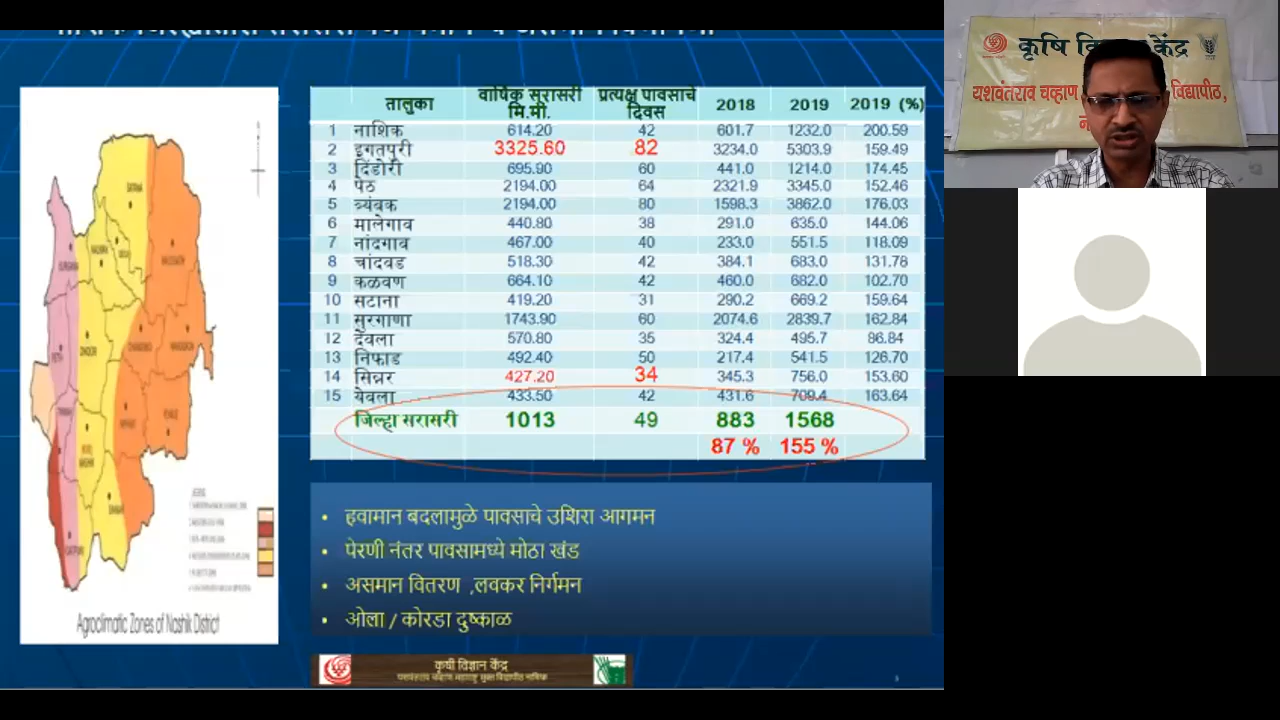 तालुका वार्षिक सरासरी मि.मी. प्रत्यक्ष पावसाचे दिवस 2018 2019 2019 (%)
1 नाशिक 614.20 42 601.7 1232.0 200.59
2 इगतपुरी 3325.60 82 3234.0 5303.9 159.49
3 दिंडोरी 695.90 60 441.0 1214.0 174.45
4 पेठ 2194.00 64 2321.9 3345.0 152.46
5 त्र्यंबक 2194.00 80 1598.3 3862.0 176.03
6 मालेगाव 440.80 38 291.0 635.0 144.06
7 नांदगाव 467.00 40 233.0 551.5 118.09
8 चांदवड 518.30 42 384.1 683.0 131.78
9 कळवण 664.10 42 460.0 682.0 102.70
10 सटाना 419.20 31 290.2 669.2 159.64
11 सुरगाणा 1743.90 60 2074.6 2839.7 162.84
12 देवला 570.80 35 324.4 495.7 86.84
13 निफाड 492.40 50 217.4 541.5 126.70
14 सिन्नर 427.20 34 345.3 756.0 153.60
15 येवला 433.50 42 431.6 709.4 163.64
जिल्हा सरासरी 1013 49 883 1568
87 % 155 %
हवामान बदलामुळे पावसाचे उशिरा आगमन
पेरणी नंतर पावसामध्ये मोठा खंड
असमान वितरण ,लवकर निर्गमन
ओला / कोरडा दुष्काळ
Agroclimatic Zones of Nashik District
कृषी विज्ञान केंद्र
यशवंतराव चव्हाण महाराष्ट्र मुक्त विद्यापीठ नाशिक
3
कृषि वि केंद्र
यशवंतराव चव्हाण विद्यापीठ,